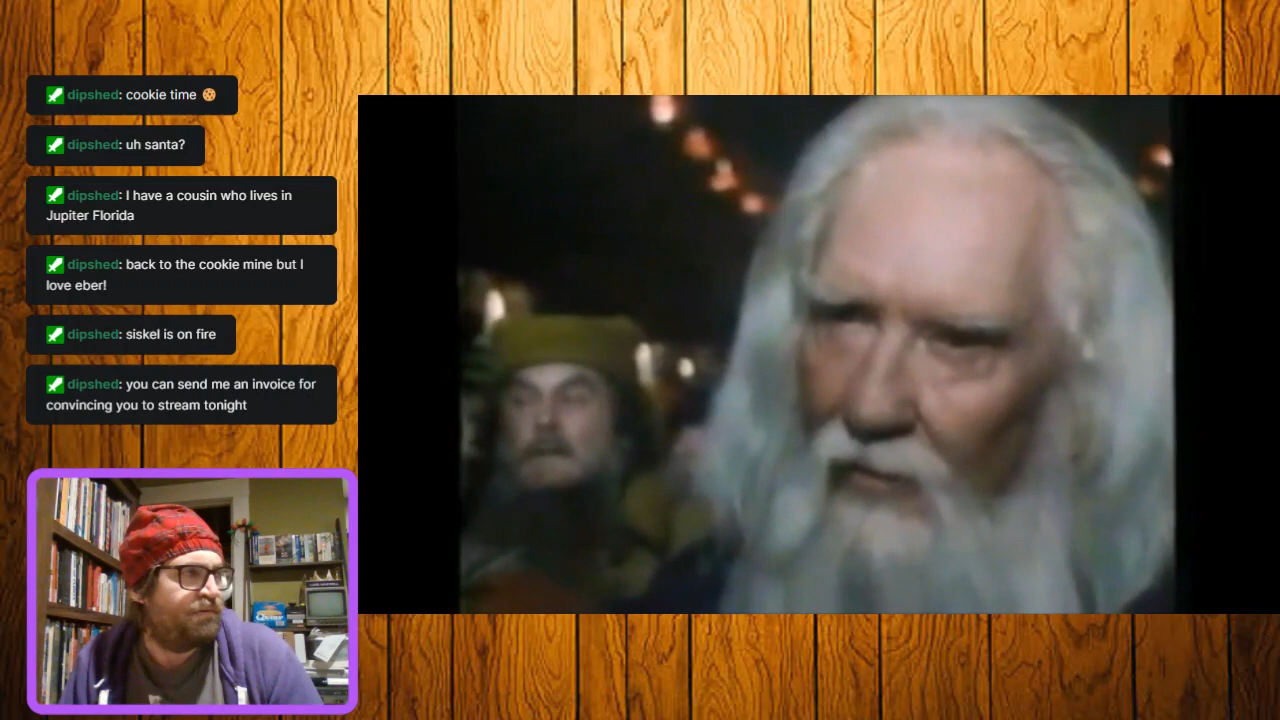 dipshed: cookie time 🍪
dipshed: uh santa?
dipshed: I have a cousin who lives in
Jupiter Florida
dipshed: back to the cookie mine but I
love eber!
dipshed: siskel is on fire
dipshed: you can send me an invoice for
convincing you to stream tonight